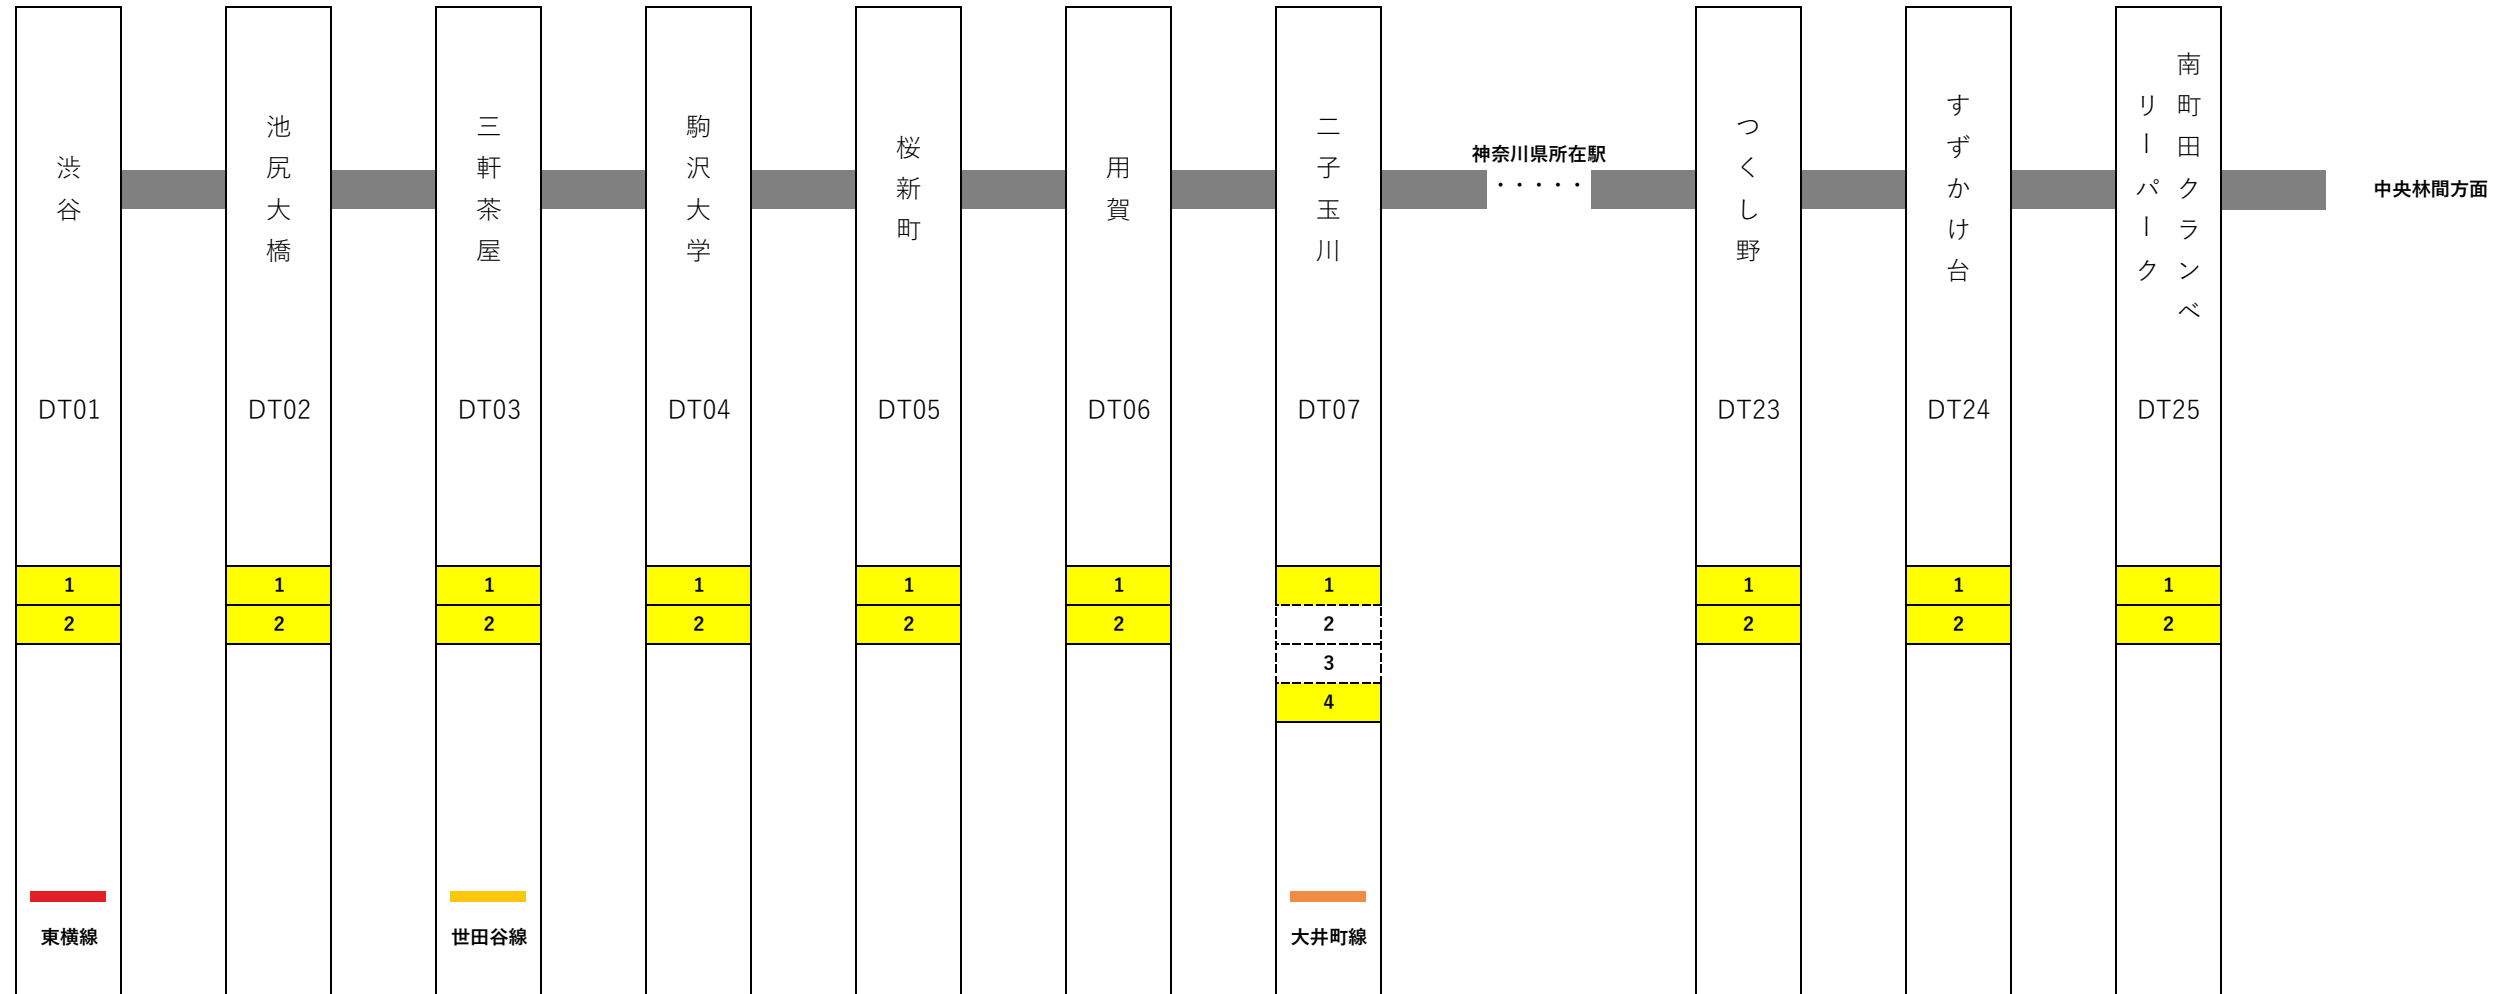 渋谷
池尻大橋
三軒茶屋
駒沢大学
桜新町
用賀
二子玉川
神奈川県所在駅
・・・・・
つくし野
すずかけ台
南町田クランベ
リーパーク
中央林間方面
DT01
DT02
DT03
DT04
DT05
DT06
DT07
DT23
DT24
DT25
1
1
1
1
1
1
1
1
1
1
2
2
2
2
2
2
2
2
2
2
3
4
東横線
世田谷線
大井町線